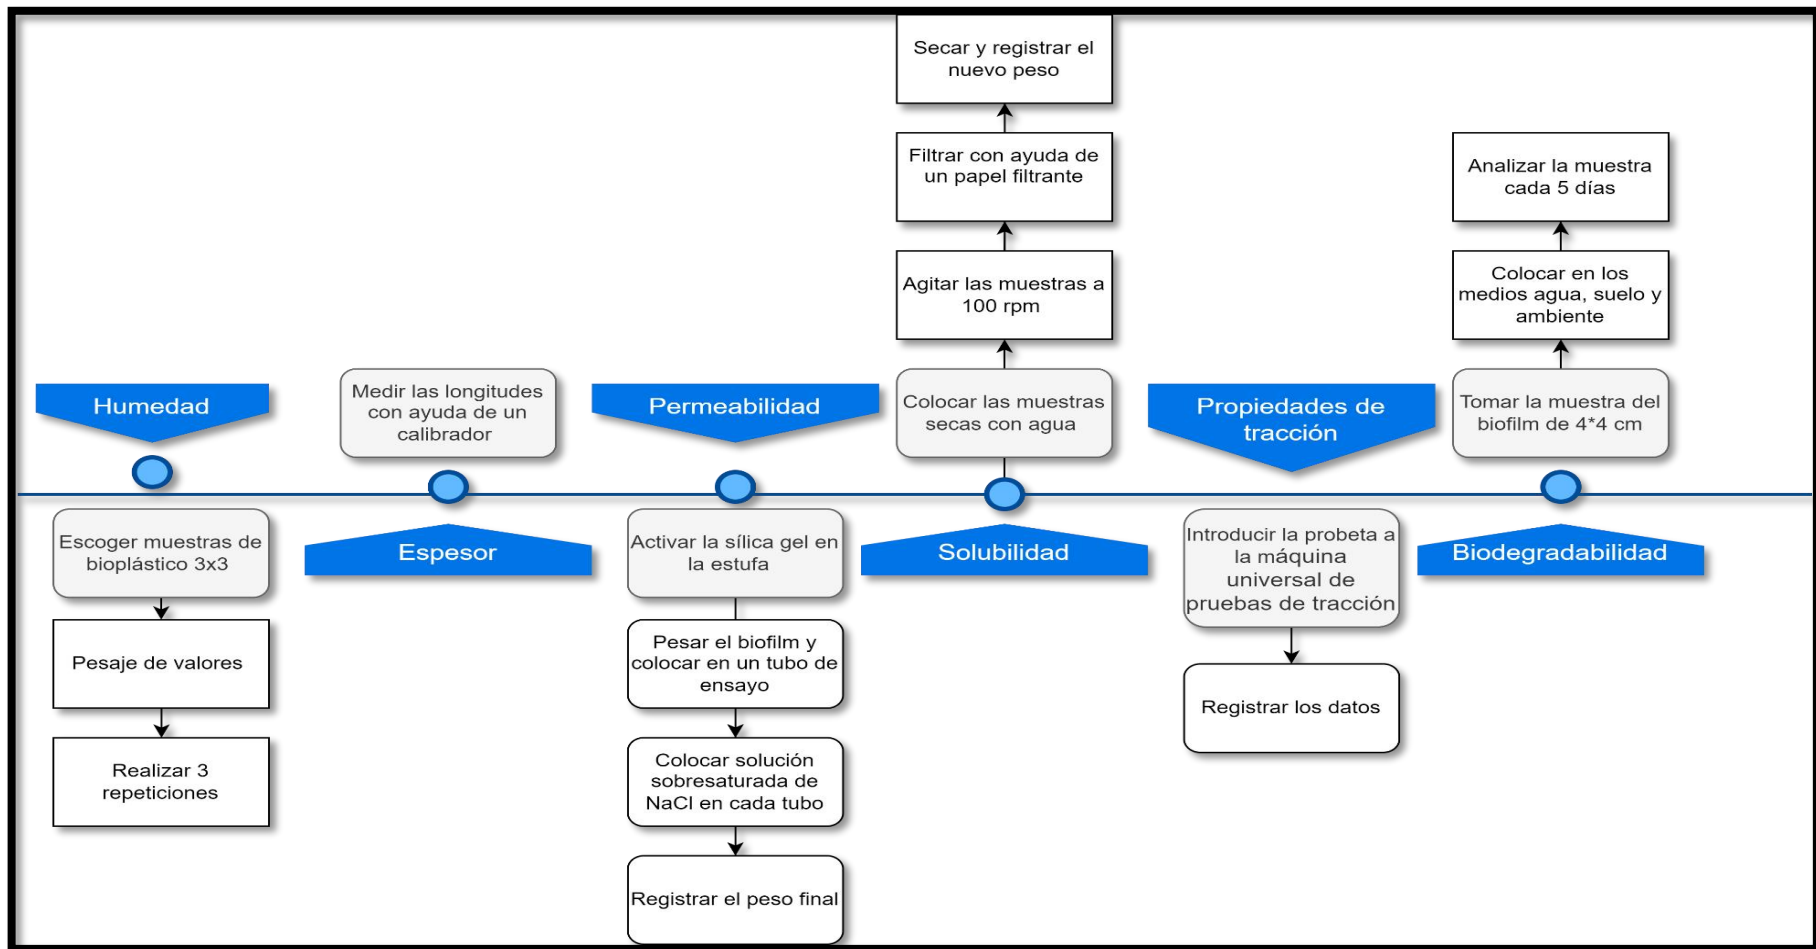 Humedad
Escoger muestras de
bioplástico 3x3
Pesaje de valores
Realizar 3
repeticiones
Medir las longitudes
con ayuda de un
calibrador
Espesor
Permeabilidad
Activar la sílica gel en
la estufa
Pesar el biofilm y
colocar en un tubo de
ensayo
Colocar solución
sobresaturada de
NaCl en cada tubo
Registrar el peso final
Secar y registrar el
nuevo peso
Filtrar con ayuda de
un papel filtrante
Agitar las muestras a
100 rpm
Colocar las muestras
secas con agua
Solubilidad
Propiedades de
tracción
Introducir la probeta a
la máquina
universal de
pruebas de tracción
Registrar los datos
Analizar la muestra
cada 5 días
Colocar en los
medios agua, suelo y
ambiente
Tomar la muestra del
biofilm de 4*4 cm
Biodegradabilidad